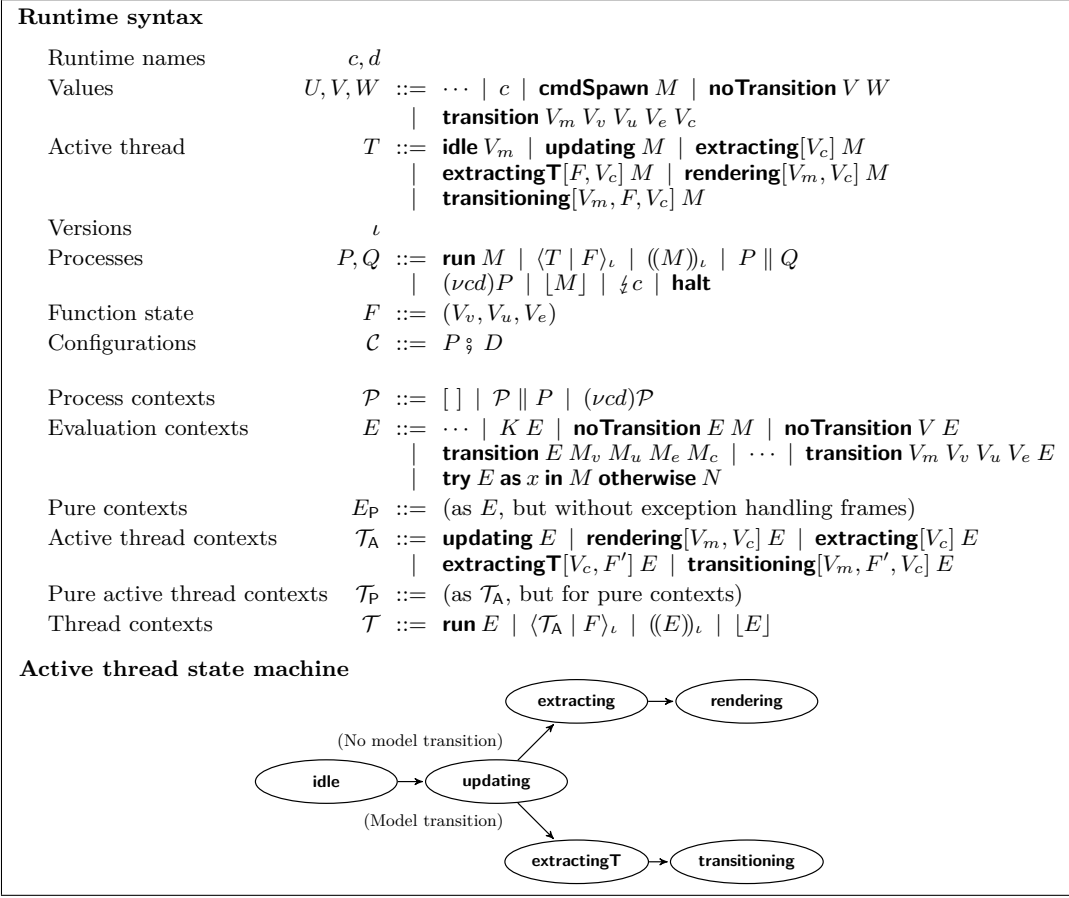 Runtime syntax
Runtime names c, d
Values U, V, W ::= ··· | c | cmdSpawn M | noTransition V W
| transition V_m V_v V_u V_e V_c
Active thread T ::= idle V_m | updating M | extracting[V_c] M
| extractingT[F, V_c] M | rendering[V_m, V_c] M
| transitioning[V_m, F, V_c] M
Versions ι
Processes P, Q ::= run M | ⟨T | F⟩_ι | ⦅M⦆_ι | P ∥ Q
| (νcd)P | ⌊M⌋ | ↯ c | halt
Function state F ::= (V_v, V_u, V_e)
Configurations 𝒞 ::= P ⨟ D
Process contexts 𝒫 ::= [ ] | 𝒫 ∥ P | (νcd)𝒫
Evaluation contexts E ::= ··· | K E | noTransition E M | noTransition V E
| transition E M_v M_u M_e M_c | ··· | transition V_m V_v V_u V_e E
| try E as x in M otherwise N
Pure contexts E_P ::= (as E, but without exception handling frames)
Active thread contexts 𝒯_A ::= updating E | rendering[V_m, V_c] E | extracting[V_c] E
| extractingT[V_c, F′] E | transitioning[V_m, F′, V_c] E
Pure active thread contexts 𝒯_P ::= (as 𝒯_A, but for pure contexts)
Thread contexts 𝒯 ::= run E | ⟨𝒯_A | F⟩_ι | ⦅E⦆_ι | ⌊E⌋
Active thread state machine
extracting rendering
(No model transition)
idle updating
(Model transition)
extractingT transitioning